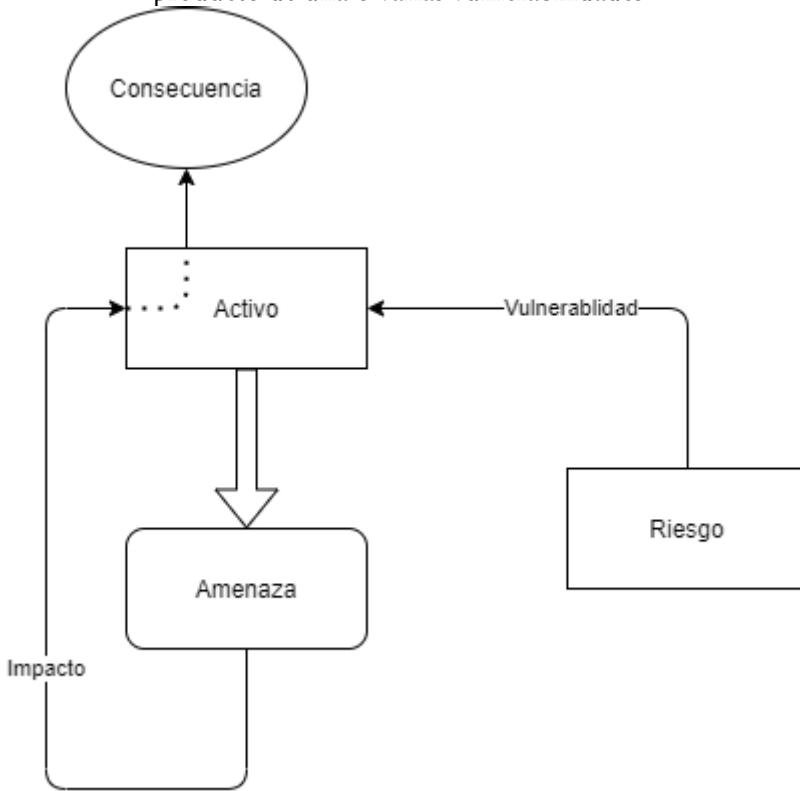 Consecuencia
Activo
Vulnerablidad
Riesgo
Amenaza
Impacto